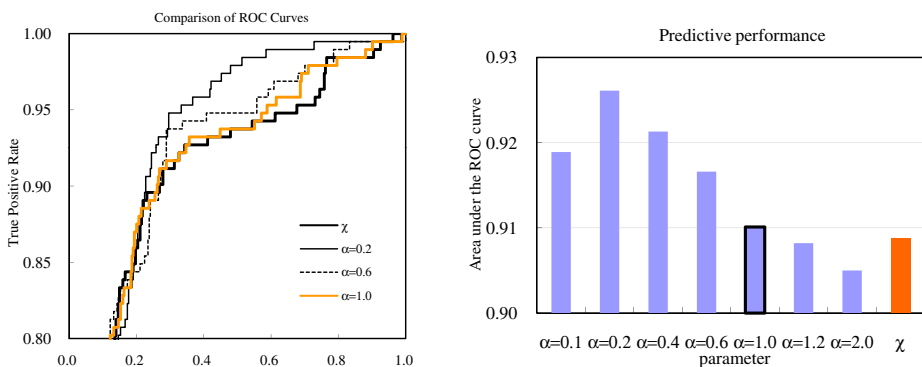 Comparison of ROC Curves
1.00
0.95
0.90
0.85
0.80
True Positive Rate
χ
α=0.2
α=0.6
α=1.0
0.0 0.2 0.4 0.6 0.8 1.0
Predictive performance
0.93
0.92
0.91
0.90
Area under the ROC curve
α=0.1 α=0.2 α=0.4 α=0.6 α=1.0 α=1.2 α=2.0 χ
parameter